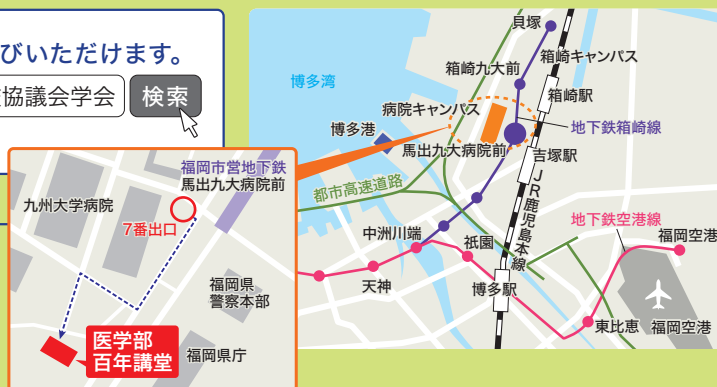 びいただけます。
協議会学会
検索
貝塚
箱崎キャンパス
箱崎九大前
博多湾
箱崎駅
病院キャンパス
博多港
地下鉄箱崎線
馬出九大病院前
吉塚駅
都市高速道路
JR鹿児島本線
地下鉄空港線
中洲川端
祇園
福岡空港
天神
博多駅
東比恵
福岡空港
福岡市営地下鉄
馬出九大病院前
九州大学病院
7番出口
福岡県
警察本部
医学部
百年講堂
福岡県庁